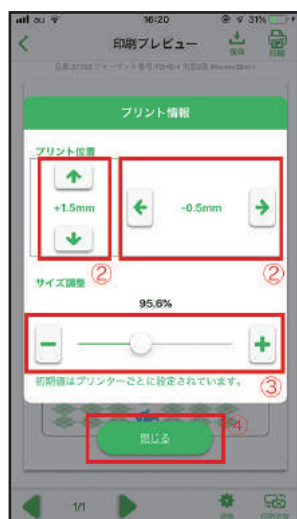 au 16:20 31%
印刷プレビュー
保存
印刷
プリント情報
プリント位置
+1.5mm
-0.5mm
②
②
サイズ調整
95.6%
初期値はプリンターごとに設定されています。
③
閉じる
④
1/1